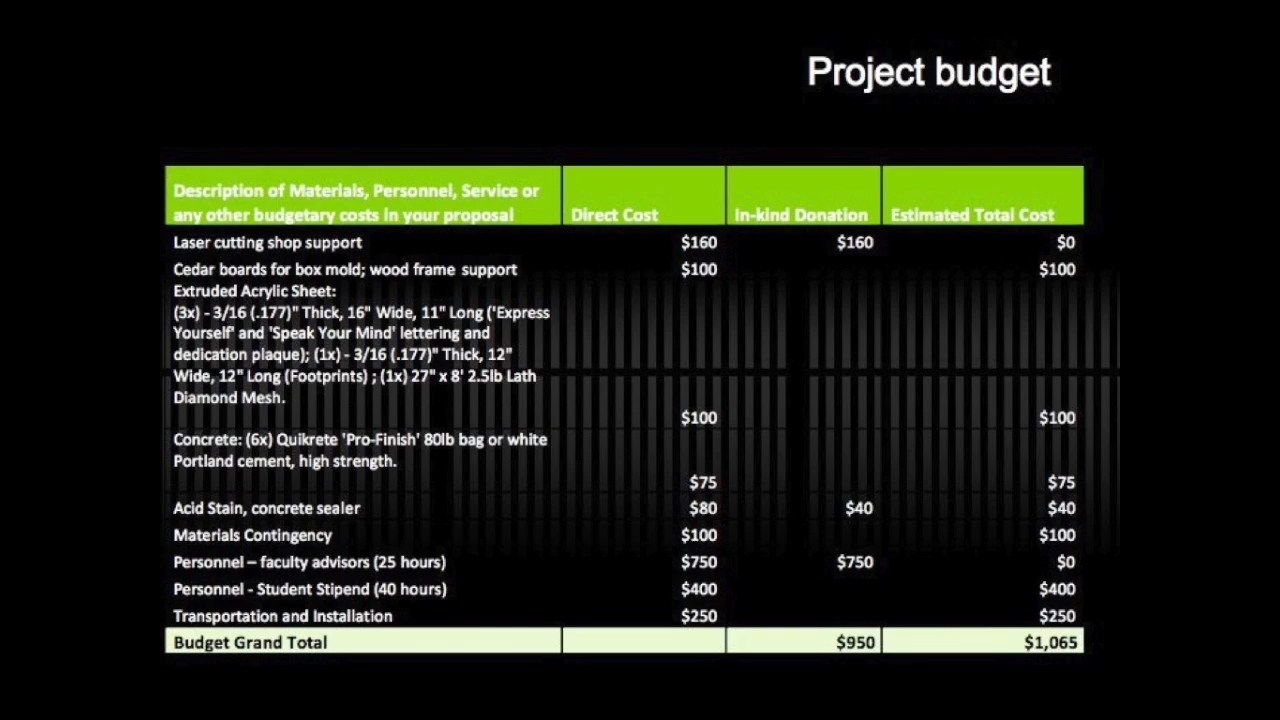 Project budget
Description of Materials, Personnel, Service or
any other budgetary costs in your proposal Direct Cost In-kind Donation Estimated Total Cost
Laser cutting shop support $160 $160 $0
Cedar boards for box mold; wood frame support $100 $100
Extruded Acrylic Sheet:
(3x) - 3/16 (.177)" Thick, 16" Wide, 11" Long ('Express
Yourself' and 'Speak Your Mind' lettering and
dedication plaque); (1x) - 3/16 (.177)" Thick, 12"
Wide, 12" Long (Footprints) ; (1x) 27" x 8' 2.5lb Lath
Diamond Mesh.
$100 $100
Concrete: (6x) Quikrete 'Pro-Finish' 80lb bag or white
Portland cement, high strength.
$75 $75
Acid Stain, concrete sealer $80 $40 $40
Materials Contingency $100 $100
Personnel – faculty advisors (25 hours) $750 $750 $0
Personnel - Student Stipend (40 hours) $400 $400
Transportation and Installation $250 $250
Budget Grand Total $950 $1,065